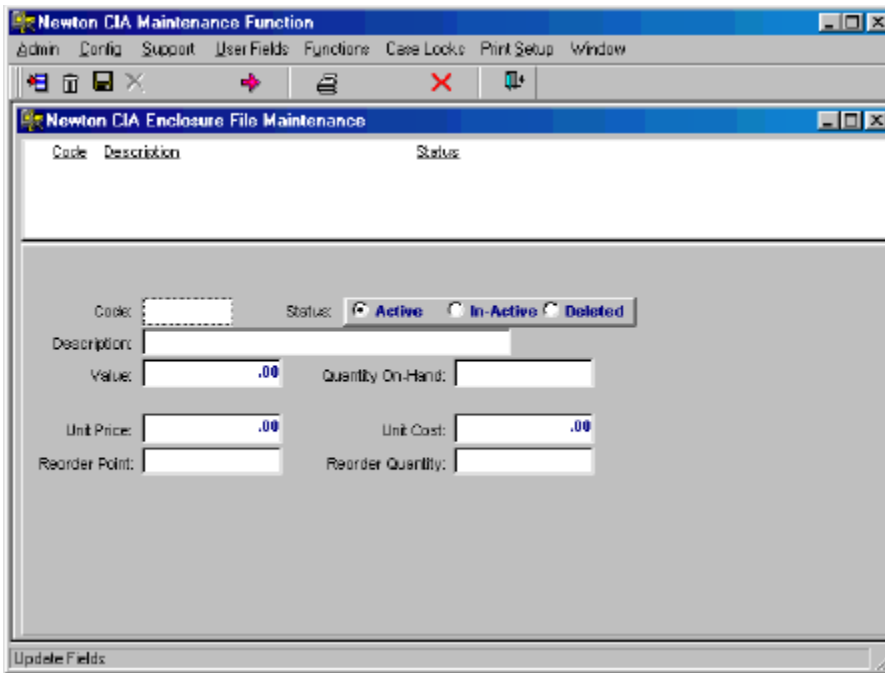 Newton CIA Maintenance Function
Admin Config Support User Fields Functions Case Locks Print Setup Window
Newton CIA Enclosure File Maintenance
Code Description Status
Code: Status: Active In-Active Deleted
Description:
Value: .00 Quantity On-Hand:
Unit Price: .00 Unit Cost: .00
Reorder Point: Reorder Quantity:
Update Fields